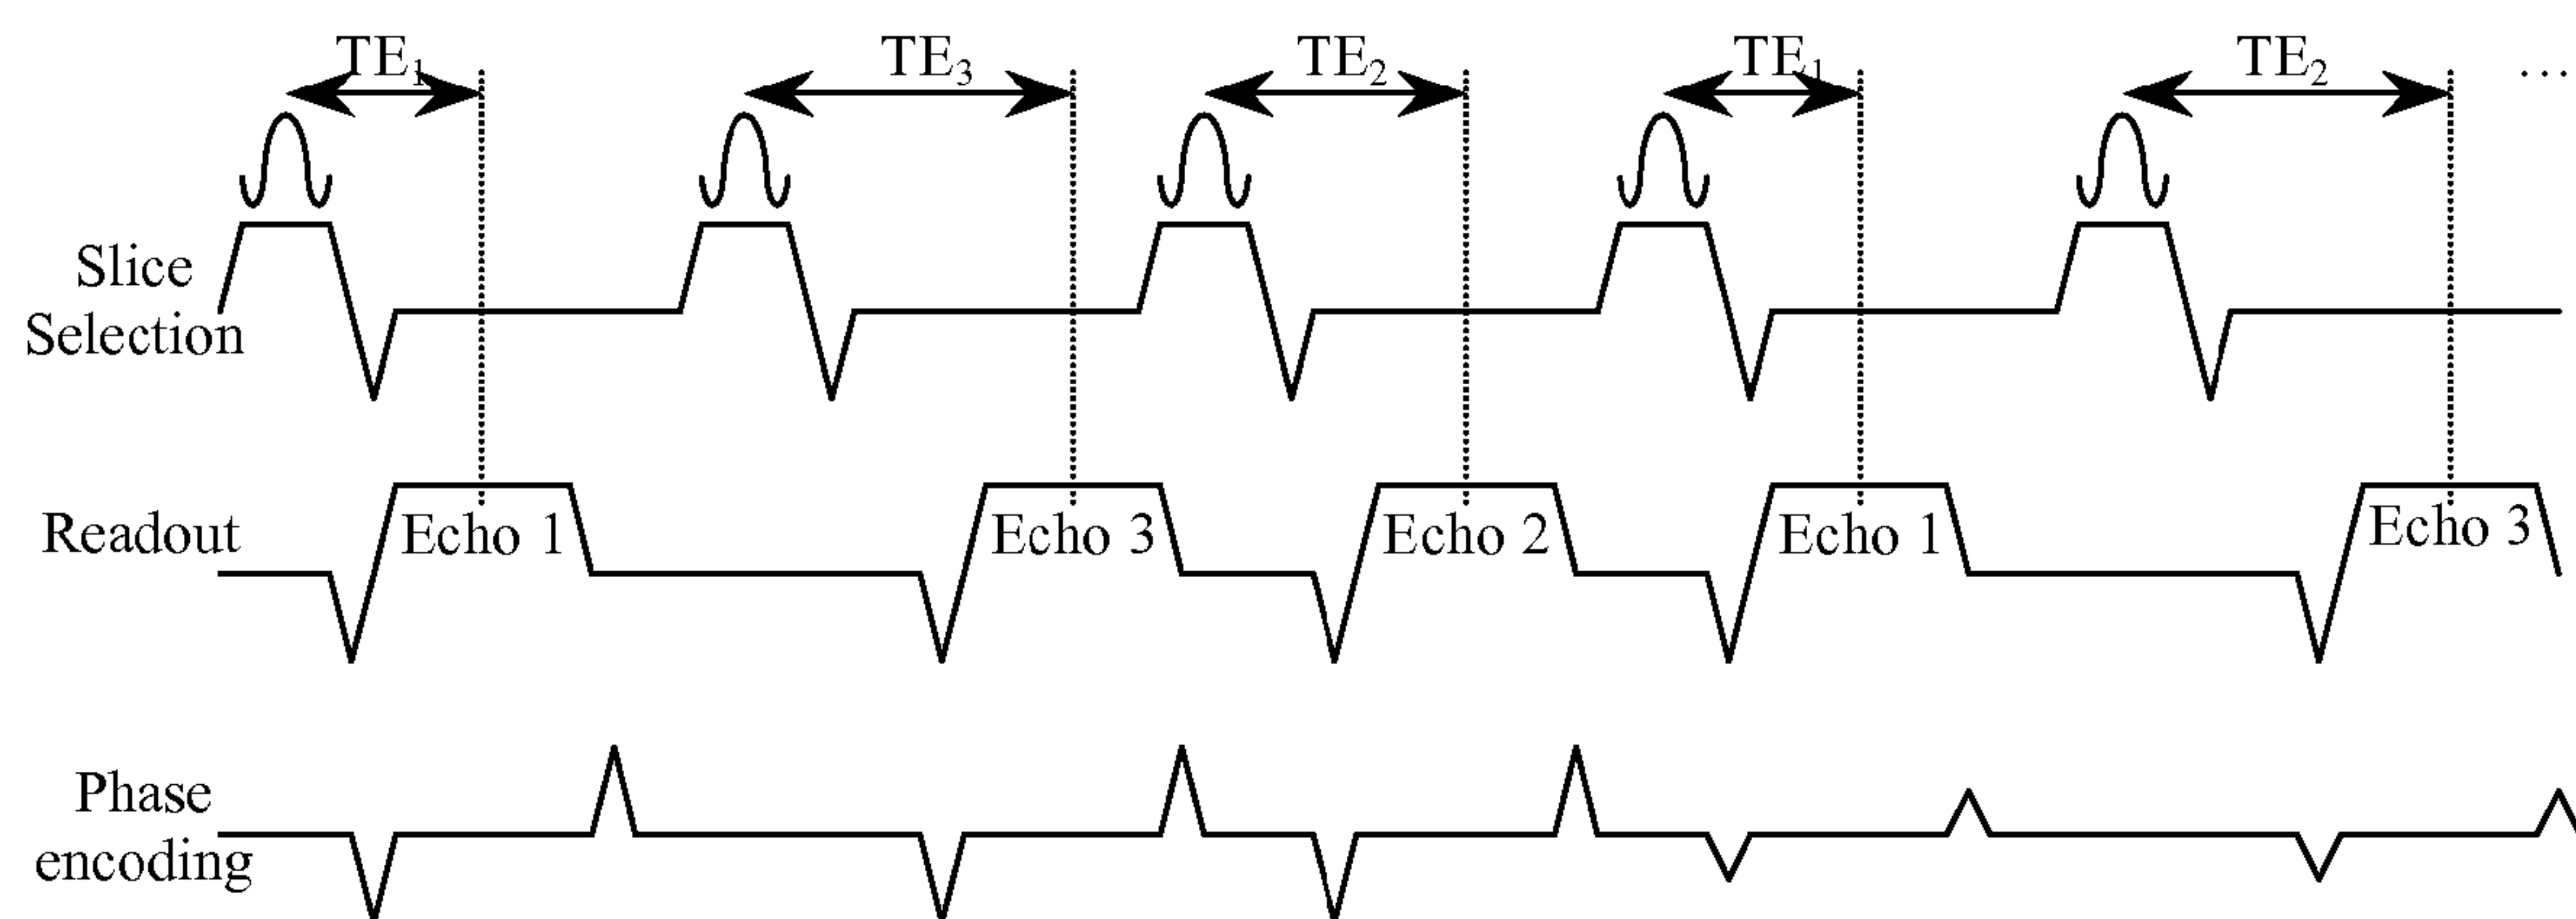 TE₁ TE₃ TE₂ TE₁ TE₂ ...
Slice
Selection
Readout Echo 1 Echo 3 Echo 2 Echo 1 Echo 3
Phase
encoding